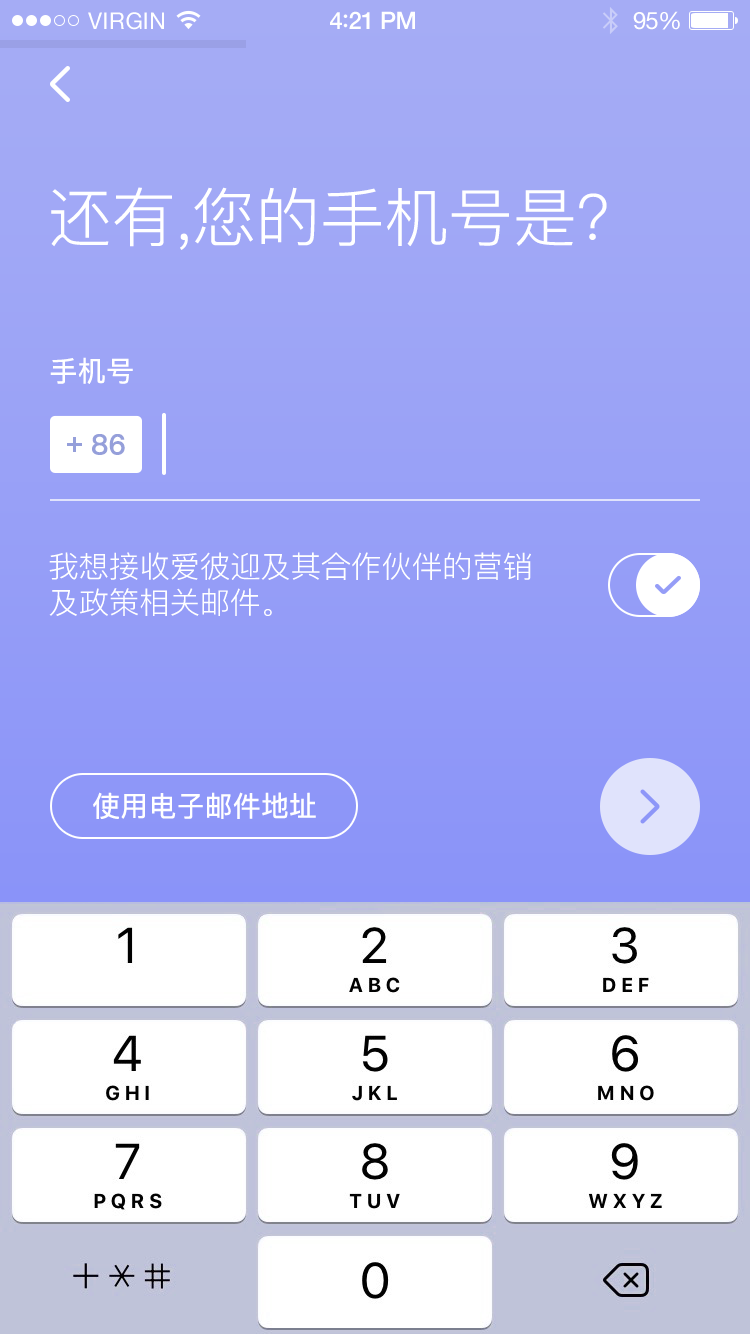 VIRGIN 4:21 PM 95%
还有,您的手机号是?
手机号
+ 86
我想接收爱彼迎及其合作伙伴的营销
及政策相关邮件。
使用电子邮件地址
1 2 3
ABC DEF
4 5 6
GHI JKL MNO
7 8 9
PQRS TUV WXYZ
+*# 0